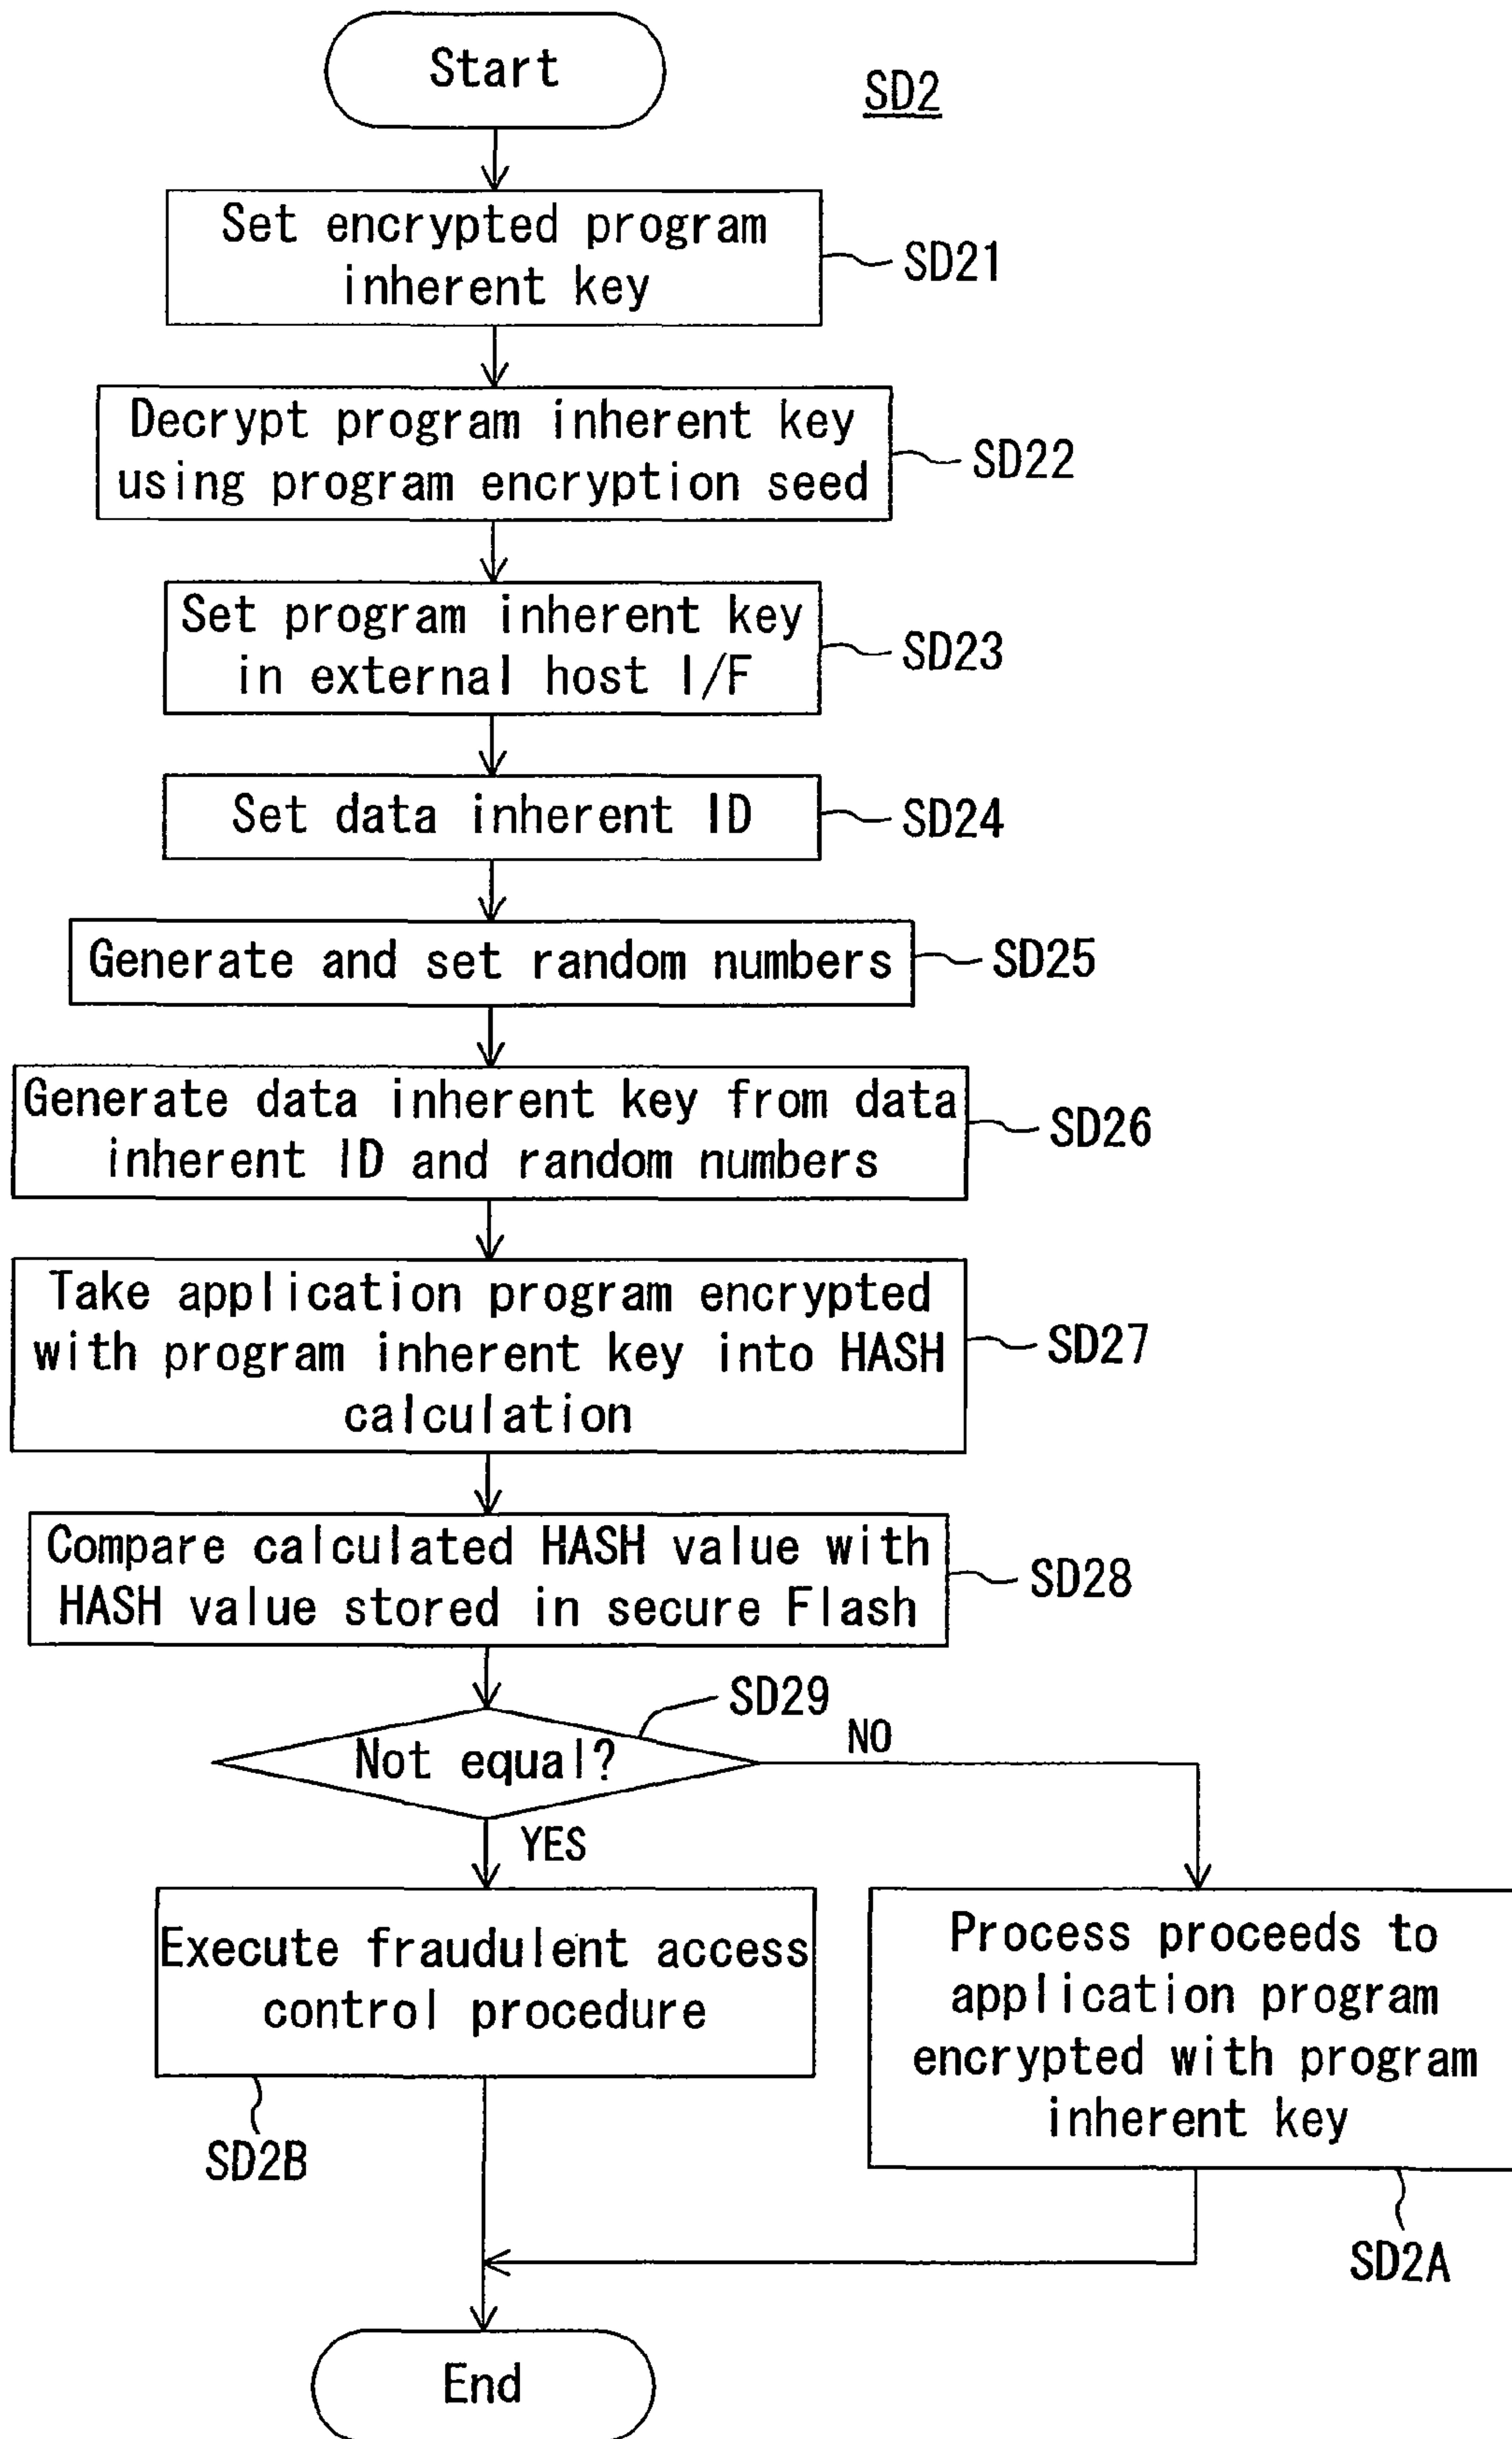 Start
SD2
Set encrypted program
inherent key
SD21
Decrypt program inherent key
using program encryption seed
SD22
Set program inherent key
in external host I/F
SD23
Set data inherent ID
SD24
Generate and set random numbers
SD25
Generate data inherent key from data
inherent ID and random numbers
SD26
Take application program encrypted
with program inherent key into HASH
calculation
SD27
Compare calculated HASH value with
HASH value stored in secure Flash
SD28
SD29
Not equal?
NO
YES
Execute fraudulent access
control procedure
SD2B
Process proceeds to
application program
encrypted with program
inherent key
SD2A
End